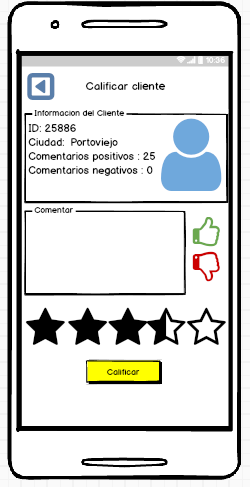 10:36
Calificar cliente
Informacion del Cliente
ID: 25886
Ciudad: Portoviejo
Comentarios positivos : 25
Comentarios negativos : 0
Comentar
Calificar